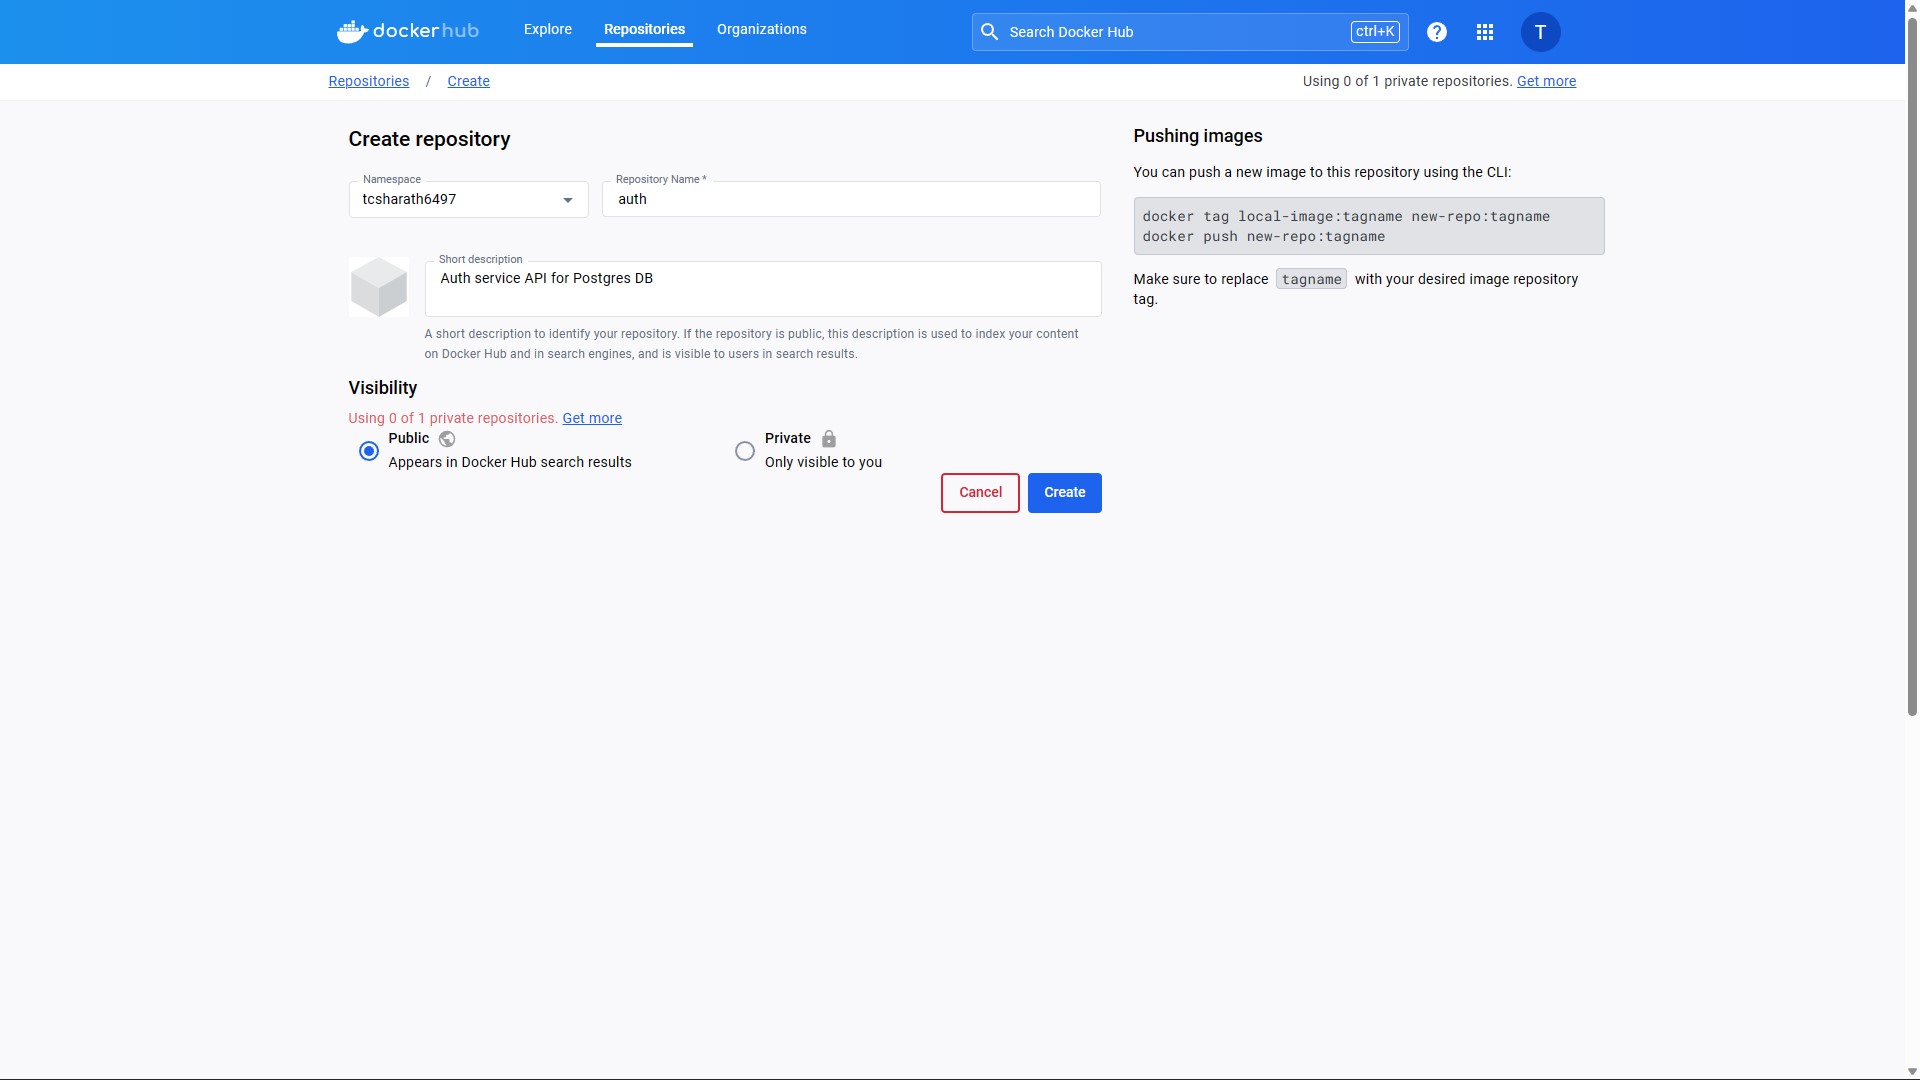 dockerhub
Explore
Repositories
Organizations
Search Docker Hub
ctrl+K
?
T
Repositories / Create
Using 0 of 1 private repositories. Get more
Create repository
Namespace
tcsharath6497
Repository Name *
auth
Short description
Auth service API for Postgres DB
A short description to identify your repository. If the repository is public, this description is used to index your content
on Docker Hub and in search engines, and is visible to users in search results.
Visibility
Using 0 of 1 private repositories. Get more
Public
Appears in Docker Hub search results
Private
Only visible to you
Cancel
Create
Pushing images
You can push a new image to this repository using the CLI:
docker tag local-image:tagname new-repo:tagname
docker push new-repo:tagname
Make sure to replace tagname with your desired image repository
tag.